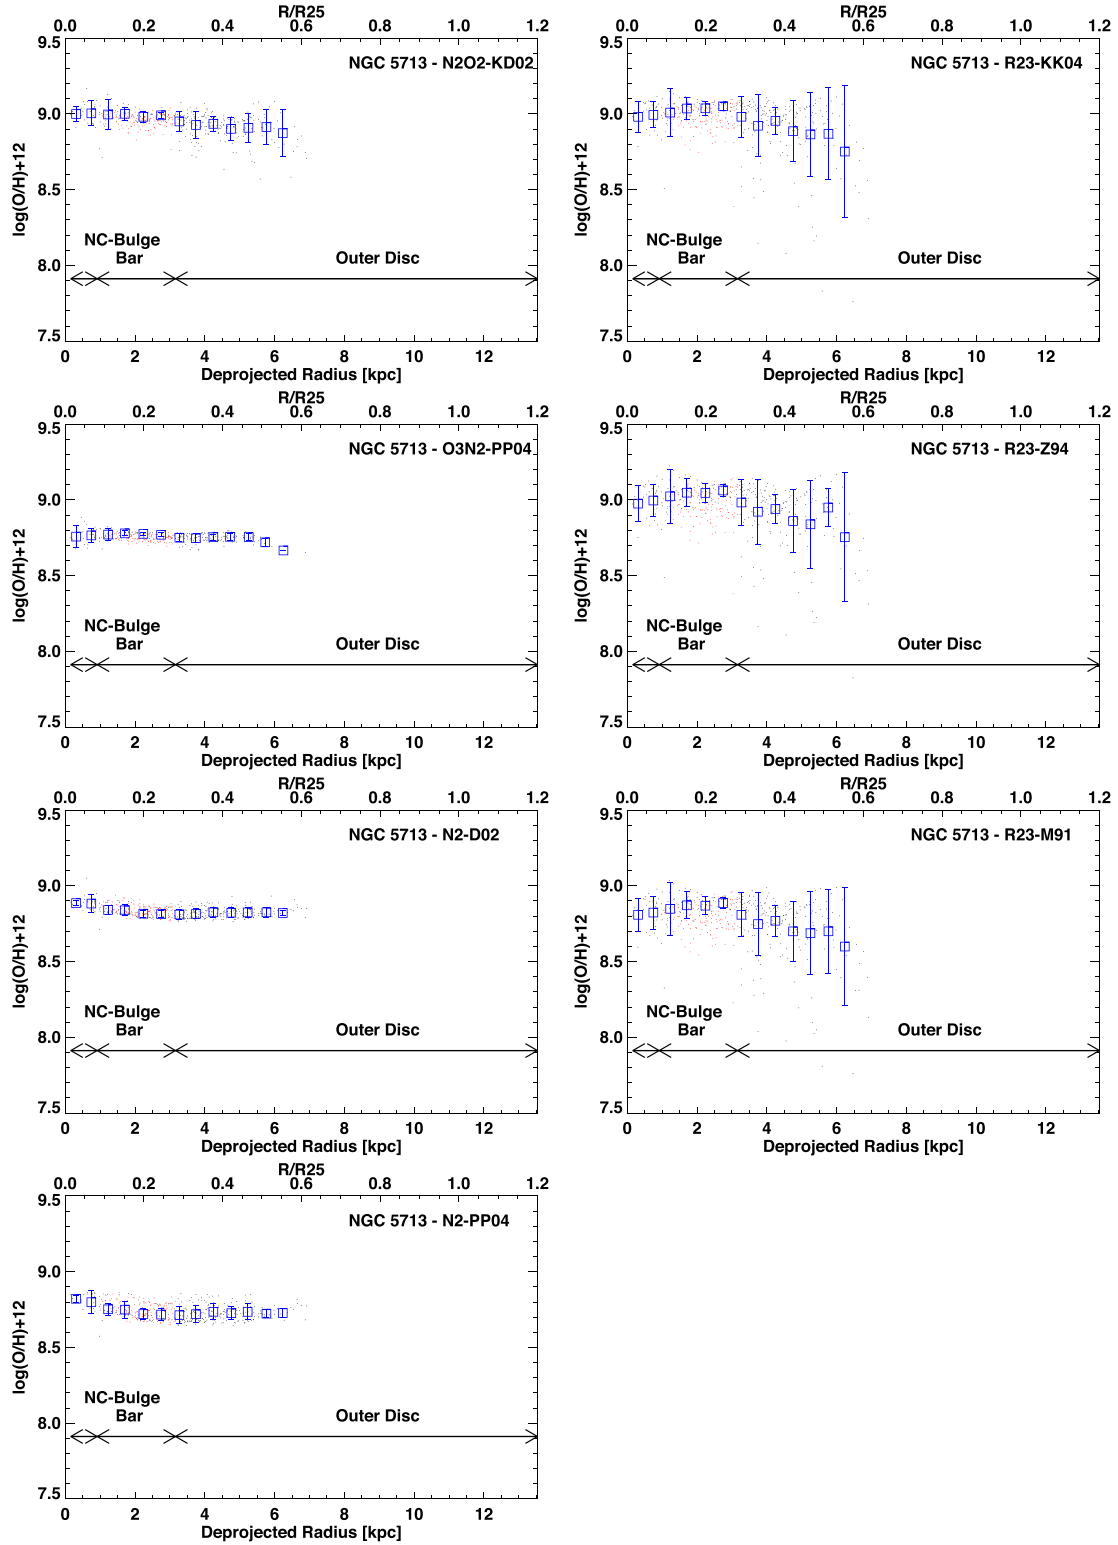 R/R25
0.0 0.2 0.4 0.6 0.8 1.0 1.2
NGC 5713 - N2O2-KD02
9.5
9.0
8.5
8.0
7.5
log(O/H)+12
NC-Bulge
Bar
Outer Disc
0 2 4 6 8 10 12
Deprojected Radius [kpc]
R/R25
0.0 0.2 0.4 0.6 0.8 1.0 1.2
NGC 5713 - R23-KK04
9.5
9.0
8.5
8.0
7.5
log(O/H)+12
NC-Bulge
Bar
Outer Disc
0 2 4 6 8 10 12
Deprojected Radius [kpc]
R/R25
0.0 0.2 0.4 0.6 0.8 1.0 1.2
NGC 5713 - O3N2-PP04
9.5
9.0
8.5
8.0
7.5
log(O/H)+12
NC-Bulge
Bar
Outer Disc
0 2 4 6 8 10 12
Deprojected Radius [kpc]
R/R25
0.0 0.2 0.4 0.6 0.8 1.0 1.2
NGC 5713 - R23-Z94
9.5
9.0
8.5
8.0
7.5
log(O/H)+12
NC-Bulge
Bar
Outer Disc
0 2 4 6 8 10 12
Deprojected Radius [kpc]
R/R25
0.0 0.2 0.4 0.6 0.8 1.0 1.2
NGC 5713 - N2-D02
9.5
9.0
8.5
8.0
7.5
log(O/H)+12
NC-Bulge
Bar
Outer Disc
0 2 4 6 8 10 12
Deprojected Radius [kpc]
R/R25
0.0 0.2 0.4 0.6 0.8 1.0 1.2
NGC 5713 - R23-M91
9.5
9.0
8.5
8.0
7.5
log(O/H)+12
NC-Bulge
Bar
Outer Disc
0 2 4 6 8 10 12
Deprojected Radius [kpc]
R/R25
0.0 0.2 0.4 0.6 0.8 1.0 1.2
NGC 5713 - N2-PP04
9.5
9.0
8.5
8.0
7.5
log(O/H)+12
NC-Bulge
Bar
Outer Disc
0 2 4 6 8 10 12
Deprojected Radius [kpc]